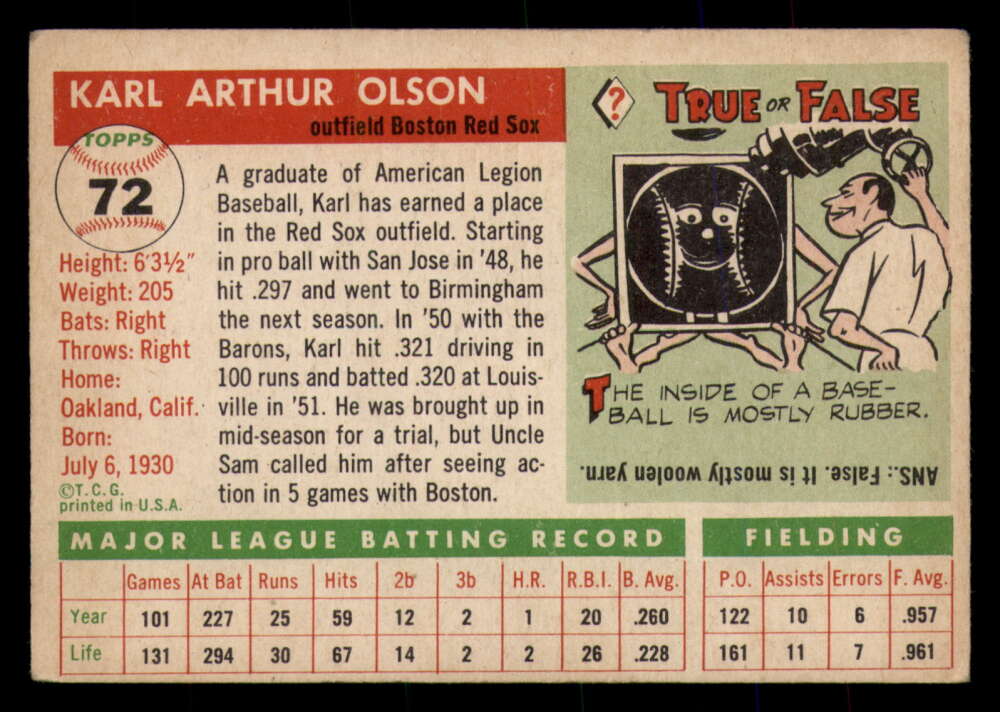 KARL ARTHUR OLSON
outfield Boston Red Sox
TOPPS
72
Height: 6'3½"
Weight: 205
Bats: Right
Throws: Right
Home:
Oakland, Calif.
Born:
July 6, 1930
©T.C.G.
printed in U.S.A.
A graduate of American Legion
Baseball, Karl has earned a place
in the Red Sox outfield. Starting
in pro ball with San Jose in '48, he
hit .297 and went to Birmingham
the next season. In '50 with the
Barons, Karl hit .321 driving in
100 runs and batted .320 at Louis-
ville in '51. He was brought up in
mid-season for a trial, but Uncle
Sam called him after seeing ac-
tion in 5 games with Boston.
? TRUE OR FALSE
THE INSIDE OF A BASE-
BALL IS MOSTLY RUBBER.
ANS.: False. It is mostly woolen yarn.
MAJOR LEAGUE BATTING RECORD
Games At Bat Runs Hits 2b 3b H.R. R.B.I. B. Avg.
Year 101 227 25 59 12 2 1 20 .260
Life 131 294 30 67 14 2 2 26 .228
FIELDING
P.O. Assists Errors F. Avg.
122 10 6 .957
161 11 7 .961